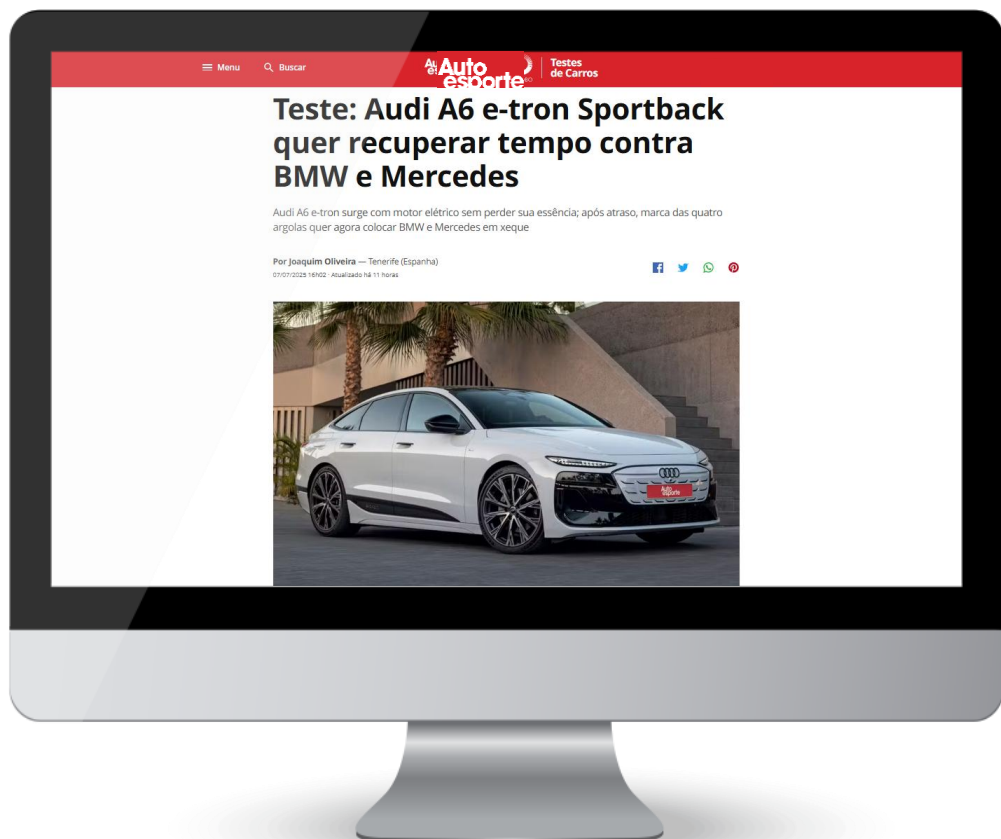 Menu
Buscar
Auto
esporte
Testes
de Carros
Teste: Audi A6 e-tron Sportback
quer recuperar tempo contra
BMW e Mercedes
Audi A6 e-tron surge com motor elétrico sem perder sua essência; após atraso, marca das quatro
argolas quer agora colocar BMW e Mercedes em xeque
Por Joaquim Oliveira — Tenerife (Espanha)
07/07/2025 16h02 · Atualizado há 11 horas
Auto
esporte